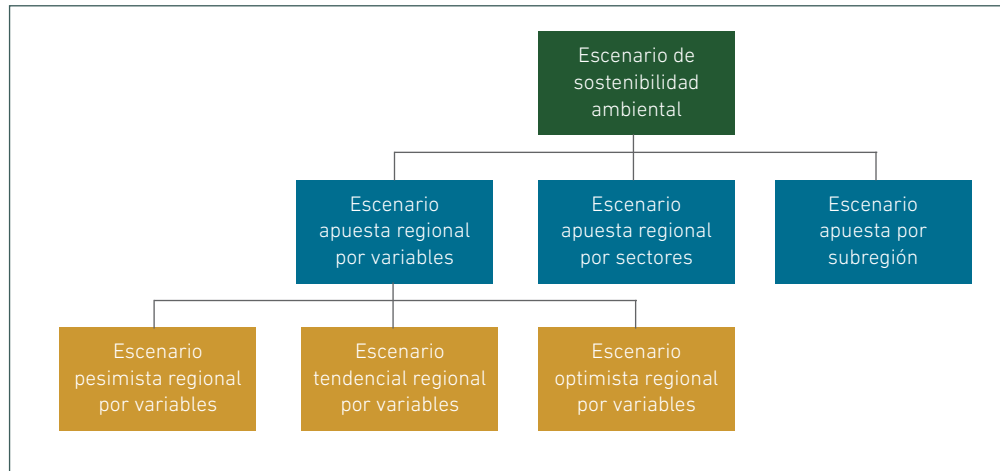 Escenario de
sostenibilidad
ambiental
Escenario
apuesta regional
por variables
Escenario
apuesta regional
por sectores
Escenario
apuesta por
subregión
Escenario
pesimista regional
por variables
Escenario
tendencial regional
por variables
Escenario
optimista regional
por variables